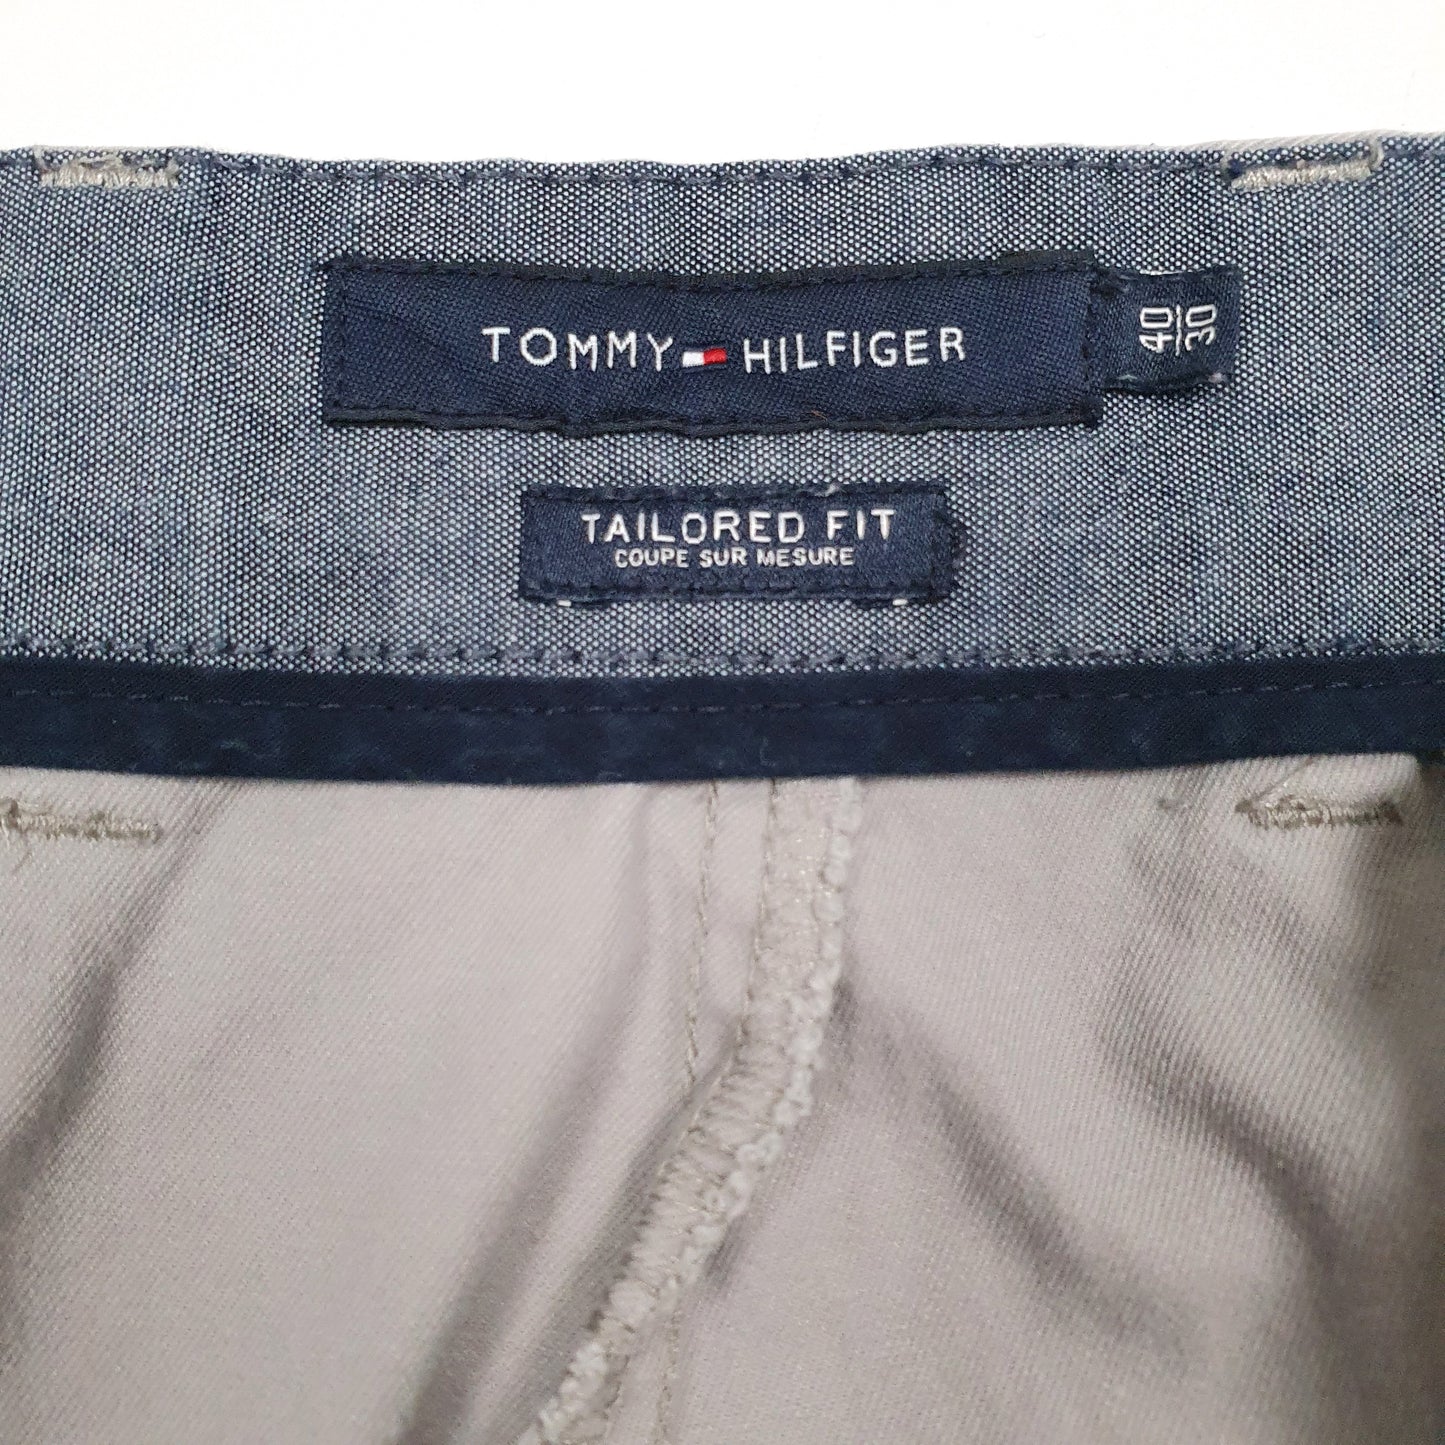 TOMMY HILFIGER
40
30
TAILORED FIT
COUPE SUR MESURE